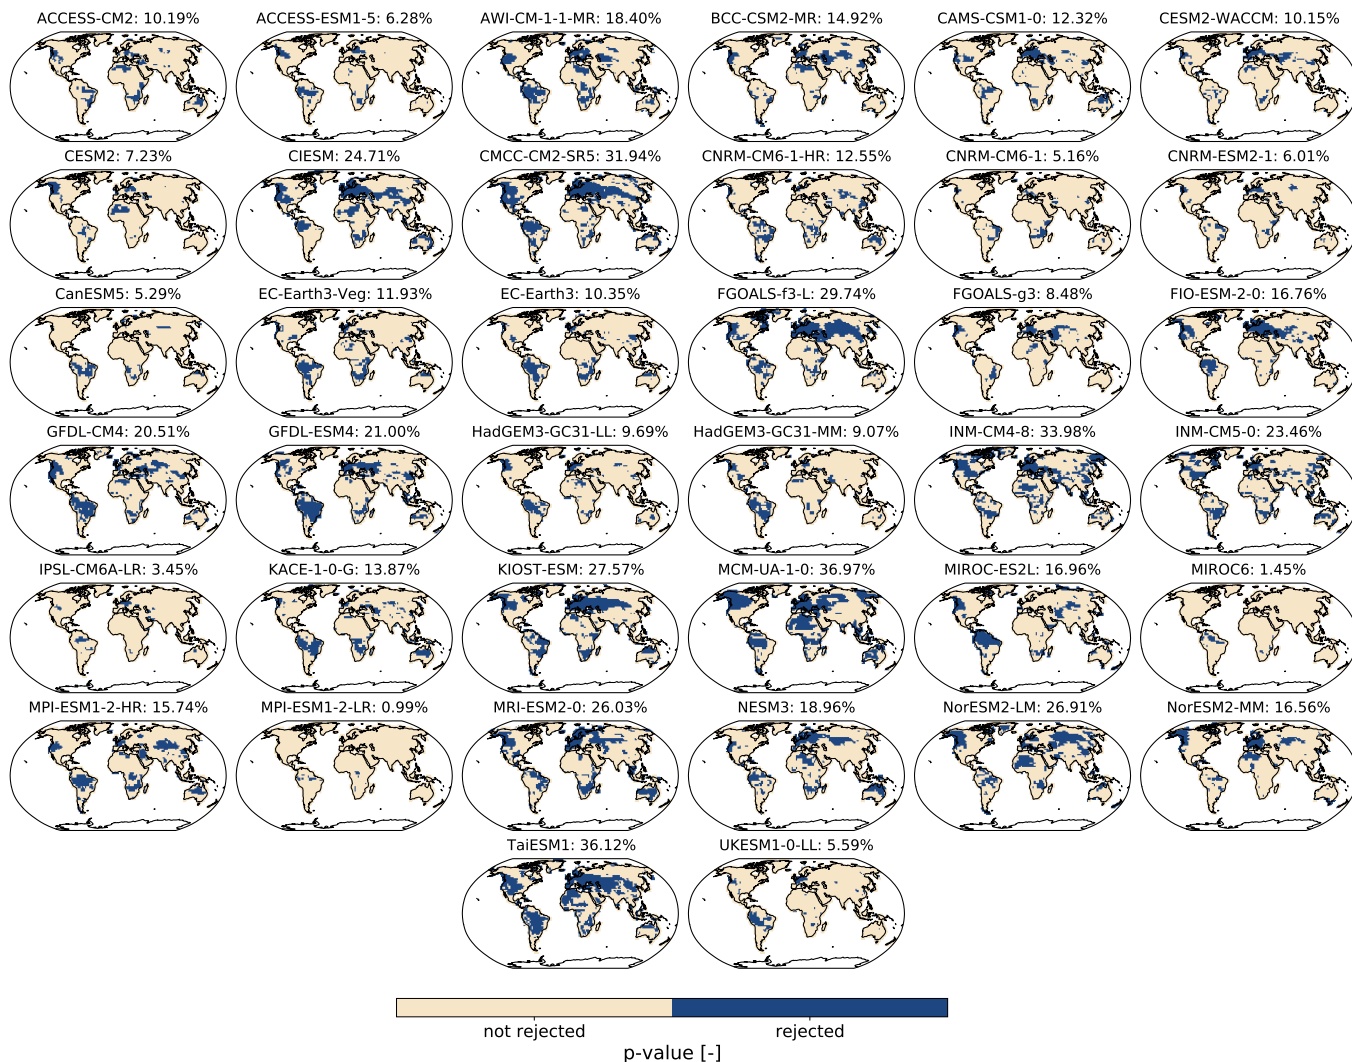 ACCESS-CM2: 10.19% ACCESS-ESM1-5: 6.28% AWI-CM-1-1-MR: 18.40% BCC-CSM2-MR: 14.92% CAMS-CSM1-0: 12.32% CESM2-WACCM: 10.15%
CESM2: 7.23% CIESM: 24.71% CMCC-CM2-SR5: 31.94% CNRM-CM6-1-HR: 12.55% CNRM-CM6-1: 5.16% CNRM-ESM2-1: 6.01%
CanESM5: 5.29% EC-Earth3-Veg: 11.93% EC-Earth3: 10.35% FGOALS-f3-L: 29.74% FGOALS-g3: 8.48% FIO-ESM-2-0: 16.76%
GFDL-CM4: 20.51% GFDL-ESM4: 21.00% HadGEM3-GC31-LL: 9.69% HadGEM3-GC31-MM: 9.07% INM-CM4-8: 33.98% INM-CM5-0: 23.46%
IPSL-CM6A-LR: 3.45% KACE-1-0-G: 13.87% KIOST-ESM: 27.57% MCM-UA-1-0: 36.97% MIROC-ES2L: 16.96% MIROC6: 1.45%
MPI-ESM1-2-HR: 15.74% MPI-ESM1-2-LR: 0.99% MRI-ESM2-0: 26.03% NESM3: 18.96% NorESM2-LM: 26.91% NorESM2-MM: 16.56%
TaiESM1: 36.12% UKESM1-0-LL: 5.59%
not rejected rejected
p-value [-]